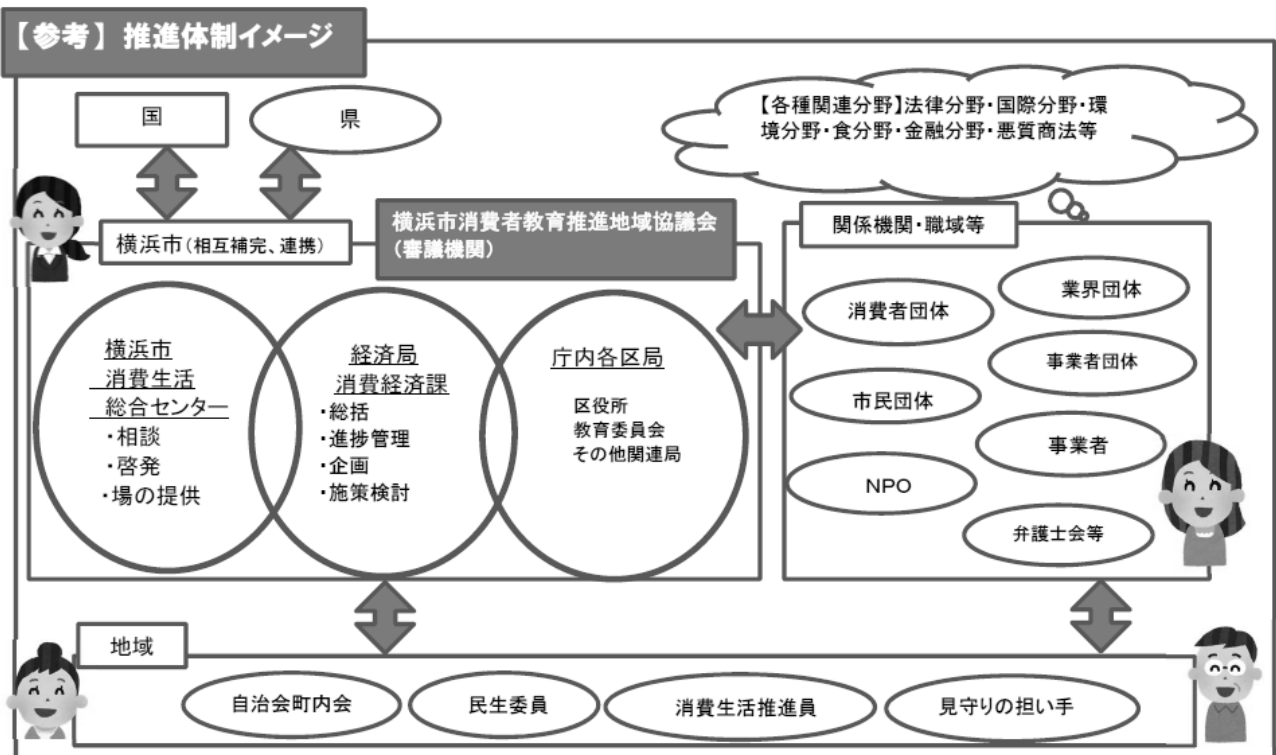 【参考】推進体制イメージ
国
県
【各種関連分野】法律分野・国際分野・環
境分野・食分野・金融分野・悪質商法等
横浜市(相互補完、連携)
横浜市消費者教育推進地域協議会
(審議機関)
関係機関・職域等
横浜市
消費生活
総合センター
・相談
・啓発
・場の提供
経済局
消費経済課
・総括
・進捗管理
・企画
・施策検討
庁内各区局
区役所
教育委員会
その他関連局
消費者団体
業界団体
事業者団体
市民団体
事業者
NPO
弁護士会等
地域
自治会町内会
民生委員
消費生活推進員
見守りの担い手